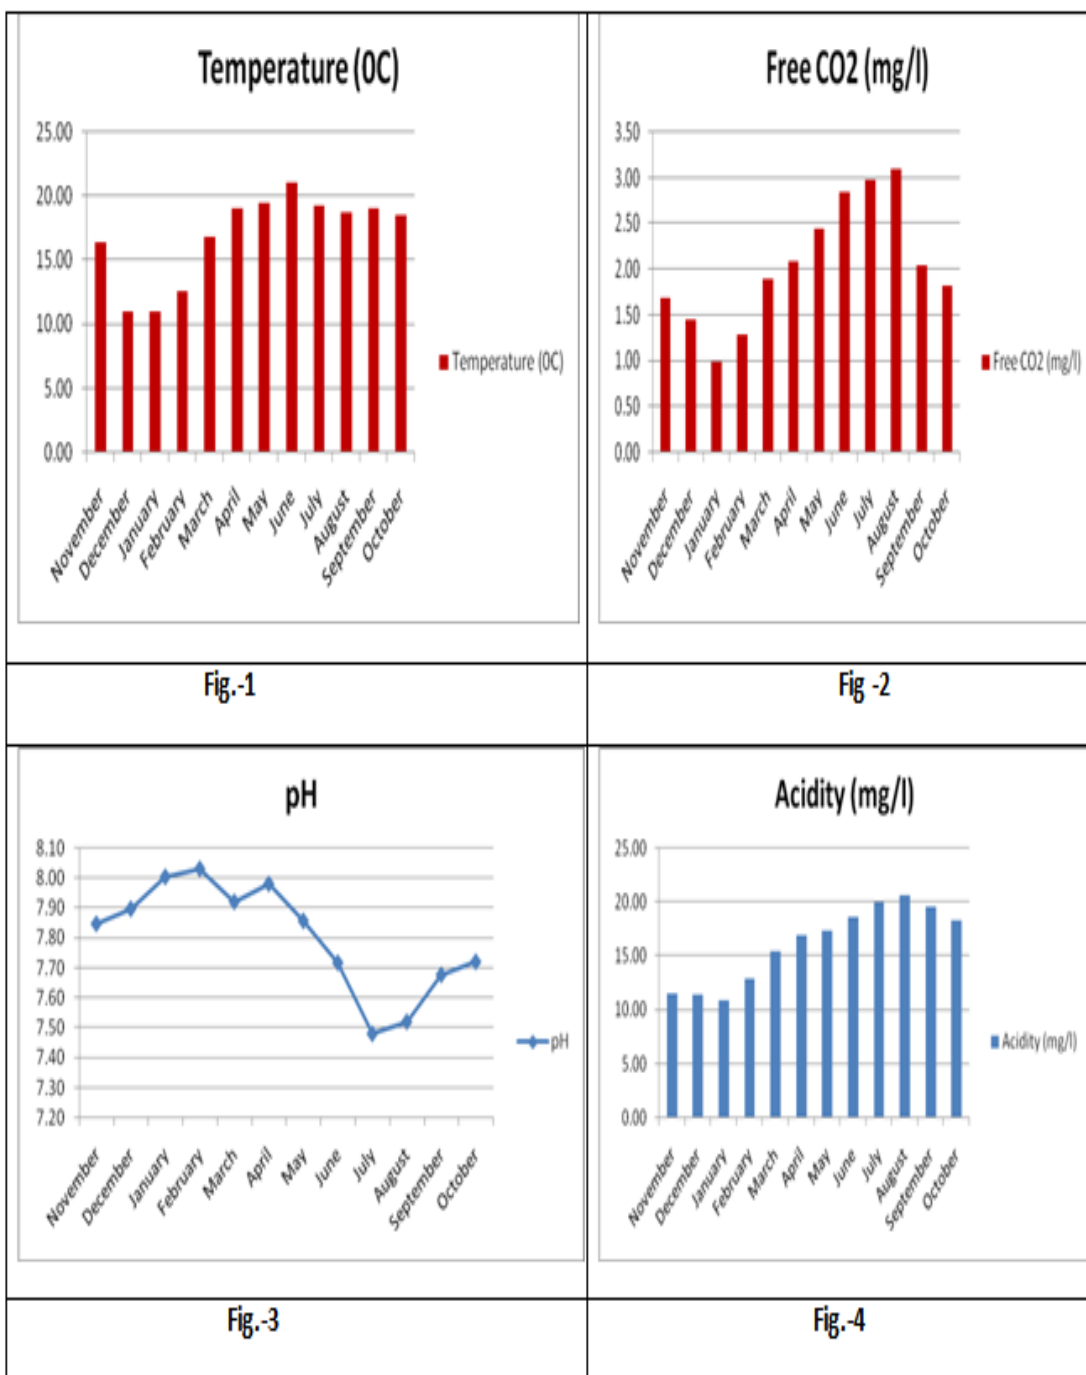 Temperature (0C)
25.00
20.00
15.00
10.00
5.00
0.00
November
December
January
February
March
April
May
June
July
August
September
October
Temperature (0C)
Free CO2 (mg/l)
3.50
3.00
2.50
2.00
1.50
1.00
0.50
0.00
November
December
January
February
March
April
May
June
July
August
September
October
Free CO2 (mg/l)
Fig.-1
Fig -2
pH
8.10
8.00
7.90
7.80
7.70
7.60
7.50
7.40
7.30
7.20
November
December
January
February
March
April
May
June
July
August
September
October
pH
Acidity (mg/l)
25.00
20.00
15.00
10.00
5.00
0.00
November
December
January
February
March
April
May
June
July
August
September
October
Acidity (mg/l)
Fig.-3
Fig.-4